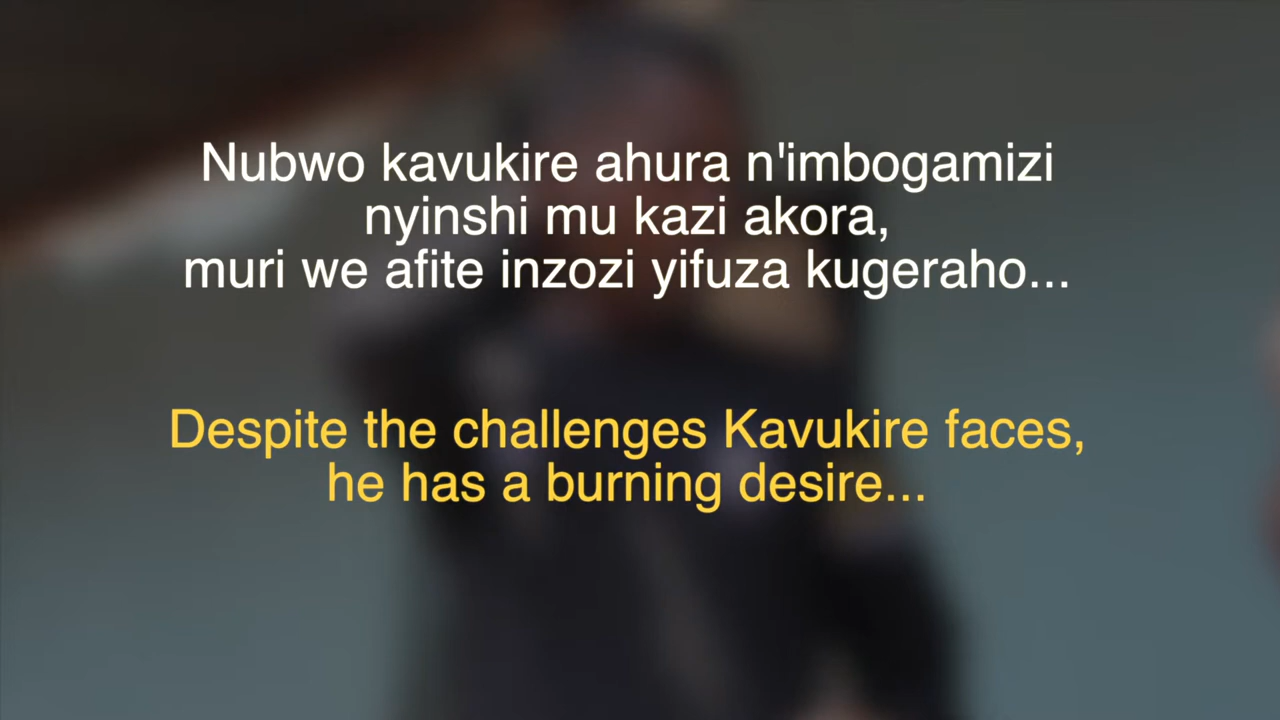 Nubwo kavukire ahura n'imbogamizi
nyinshi mu kazi akora,
muri we afite inzozi yifuza kugeraho...
Despite the challenges Kavukire faces,
he has a burning desire...